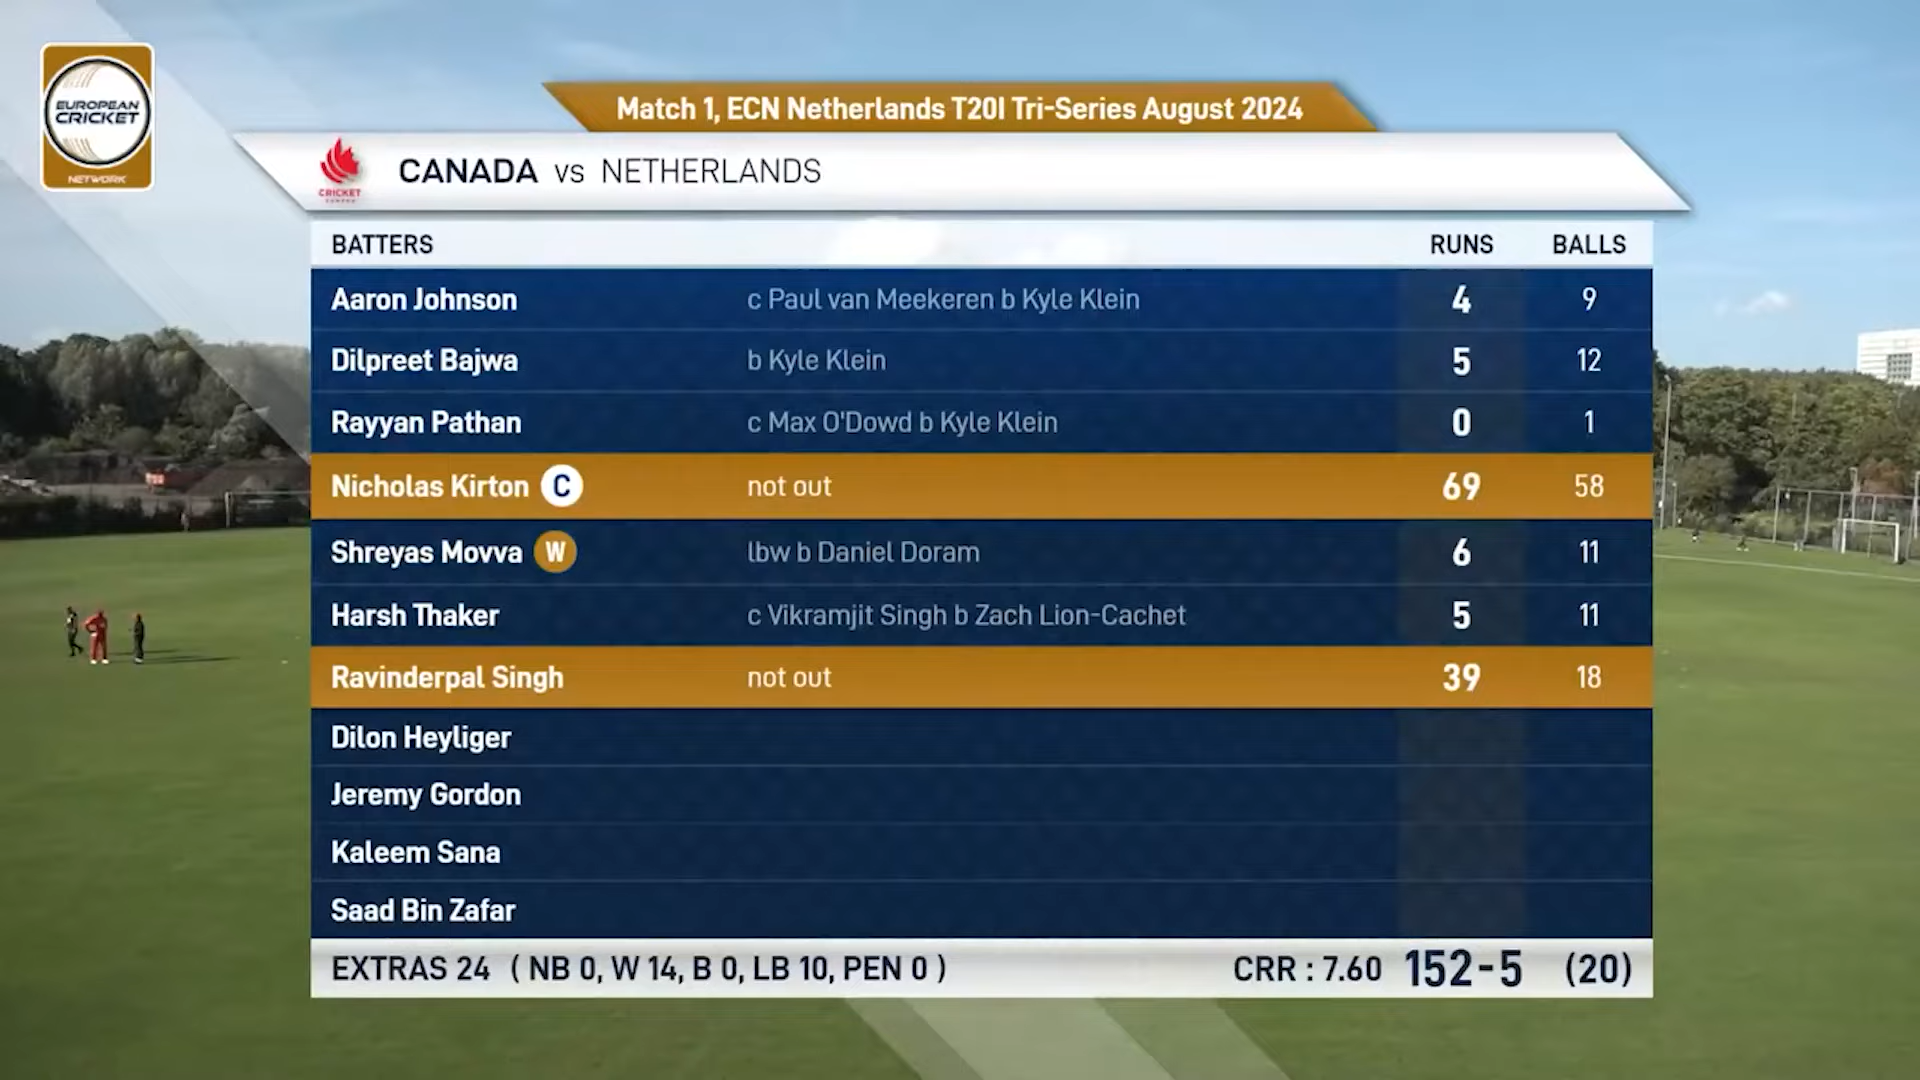 EUROPEAN
CRICKET
NETWORK
Match 1, ECN Netherlands T20I Tri-Series August 2024
CRICKET
CANADA vs NETHERLANDS
BATTERS RUNS BALLS
Aaron Johnson c Paul van Meekeren b Kyle Klein 4 9
Dilpreet Bajwa b Kyle Klein 5 12
Rayyan Pathan c Max O'Dowd b Kyle Klein 0 1
Nicholas Kirton C not out 69 58
Shreyas Movva W lbw b Daniel Doram 6 11
Harsh Thaker c Vikramjit Singh b Zach Lion-Cachet 5 11
Ravinderpal Singh not out 39 18
Dilon Heyliger
Jeremy Gordon
Kaleem Sana
Saad Bin Zafar
EXTRAS 24 ( NB 0, W 14, B 0, LB 10, PEN 0 ) CRR : 7.60 152-5 (20)